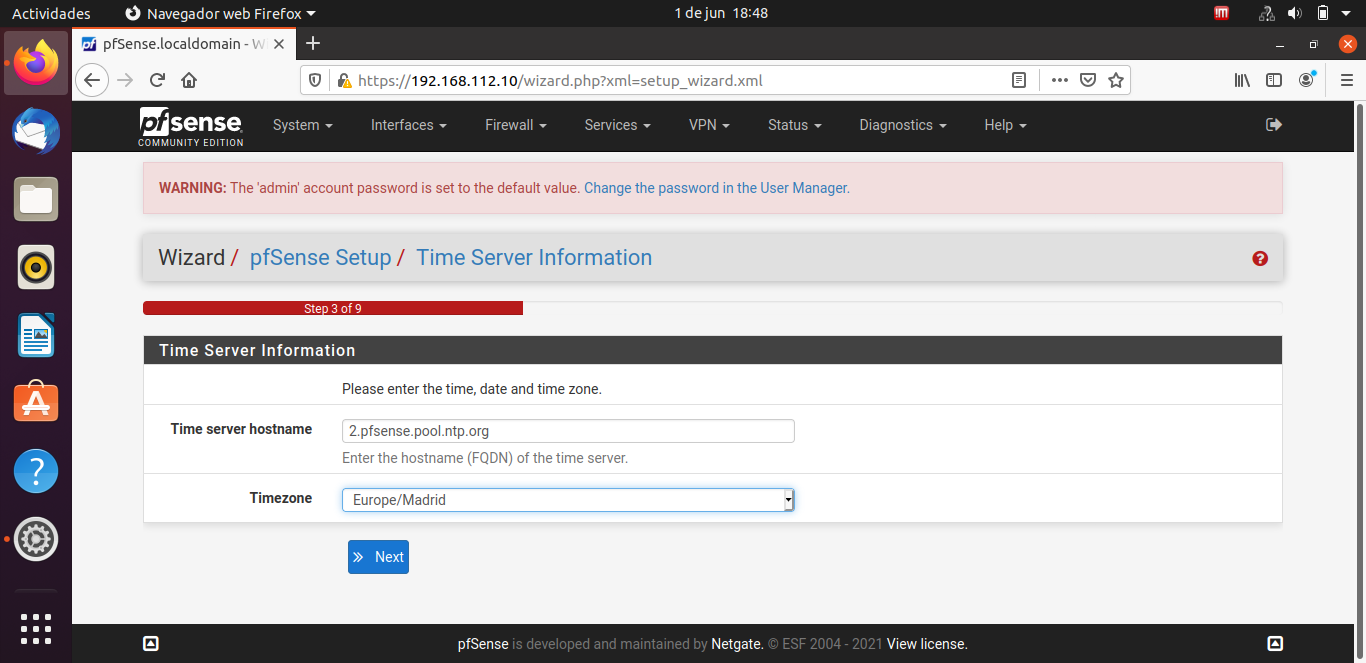 Actividades Navegador web Firefox 1 de jun 18:48
pfSense.localdomain - W
https://192.168.112.10/wizard.php?xml=setup_wizard.xml
pfsense
COMMUNITY EDITION
System Interfaces Firewall Services VPN Status Diagnostics Help
WARNING: The 'admin' account password is set to the default value. Change the password in the User Manager.
Wizard / pfSense Setup / Time Server Information
Step 3 of 9
Time Server Information
Please enter the time, date and time zone.
Time server hostname 2.pfsense.pool.ntp.org
Enter the hostname (FQDN) of the time server.
Timezone Europe/Madrid
Next
pfSense is developed and maintained by Netgate. © ESF 2004 - 2021 View license.